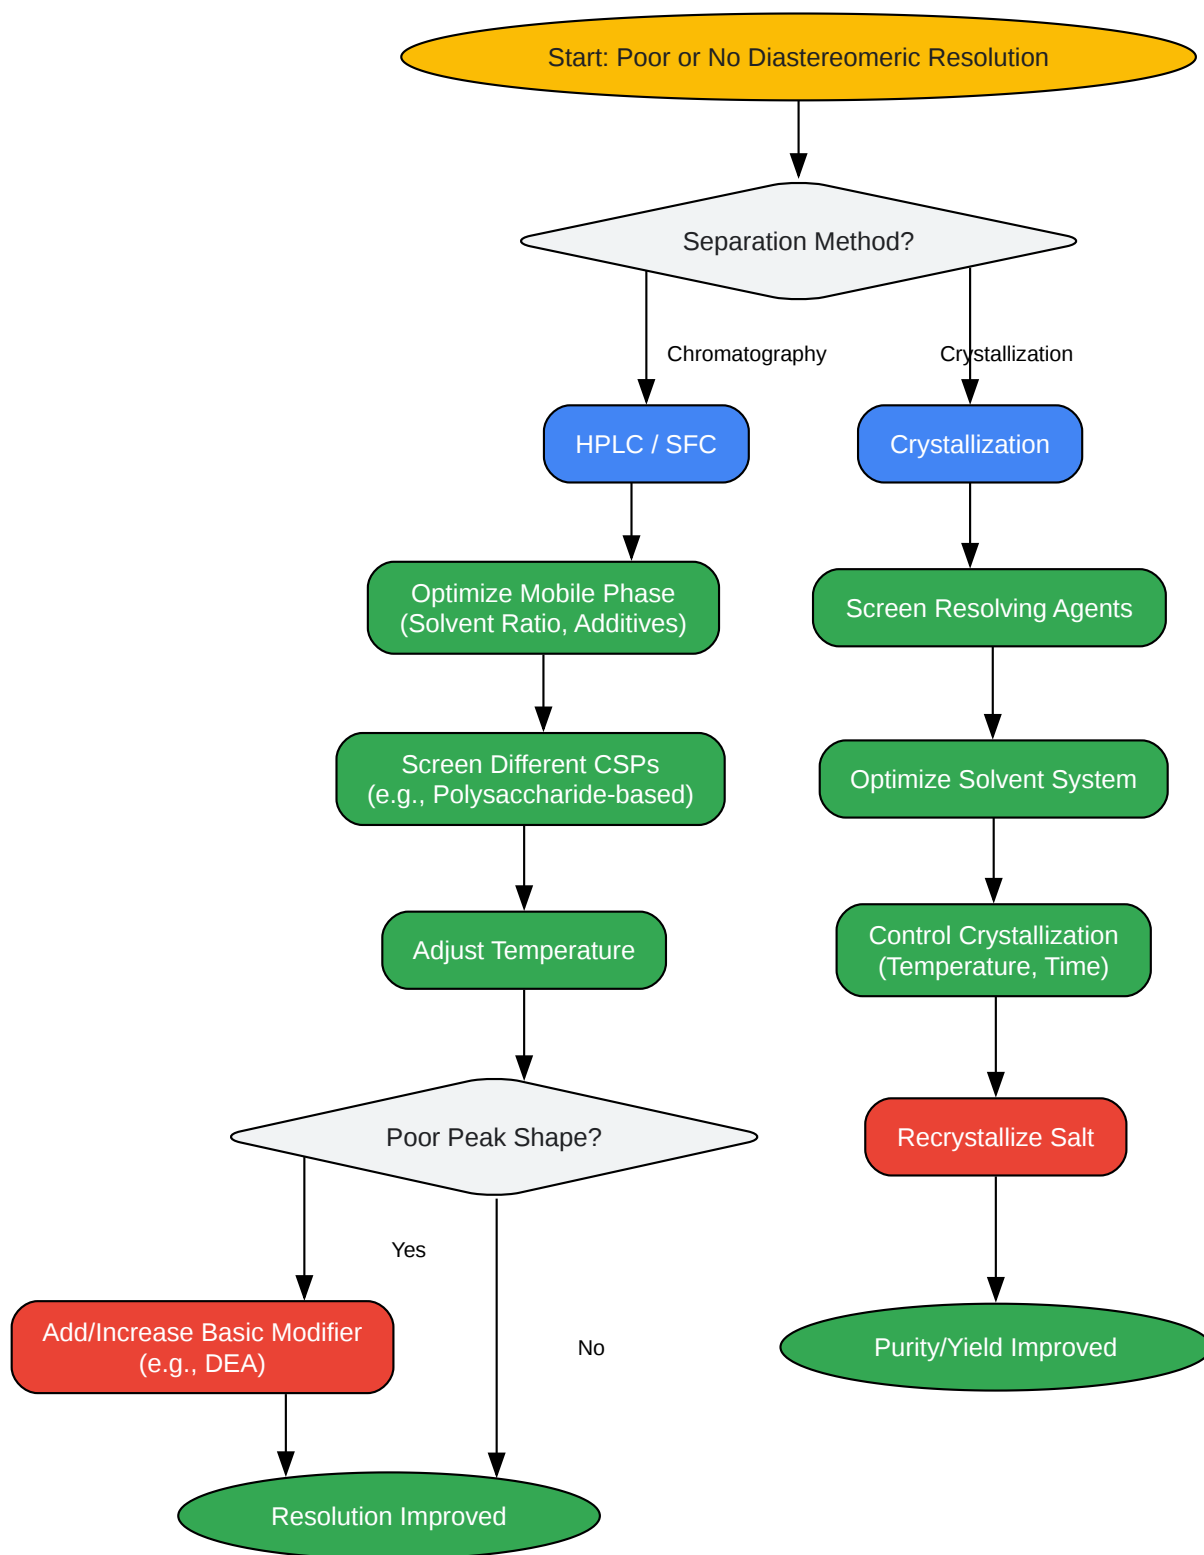 Start: Poor or No Diastereomeric Resolution
Separation Method?
Chromatography
Crystallization
HPLC / SFC
Crystallization
Optimize Mobile Phase
(Solvent Ratio, Additives)
Screen Resolving Agents
Screen Different CSPs
(e.g., Polysaccharide-based)
Optimize Solvent System
Adjust Temperature
Control Crystallization
(Temperature, Time)
Poor Peak Shape?
Recrystallize Salt
Yes
No
Add/Increase Basic Modifier
(e.g., DEA)
Purity/Yield Improved
Resolution Improved